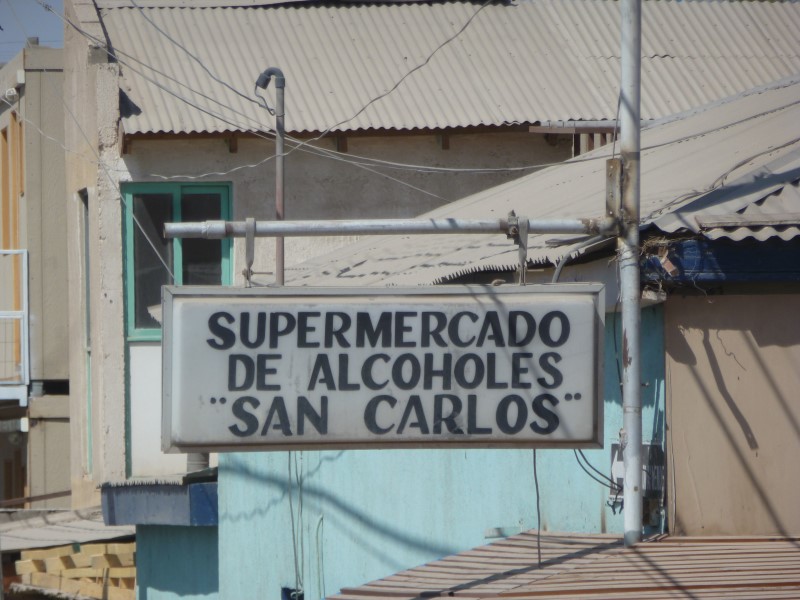 SUPERMERCADO
DE ALCOHOLES
"SAN CARLOS"